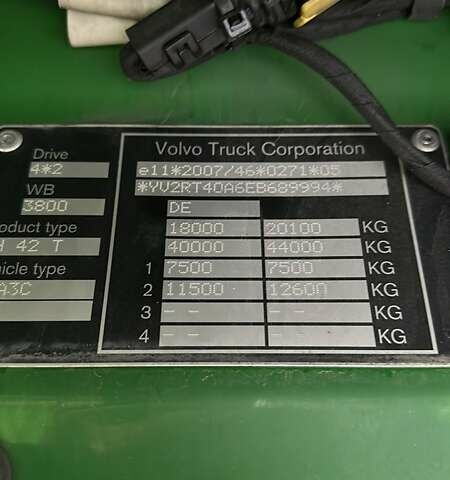 Drive
4*2
WB
3800
oduct type
H 42 T
hicle type
A3C
Volvo Truck Corporation
e11*2007/46*0271*05
*YV2RT40A6EB689994*
DE
18000 20100 KG
40000 44000 KG
1 7500 7500 KG
2 11500 12600 KG
3 - - - - KG
4 - - - - KG